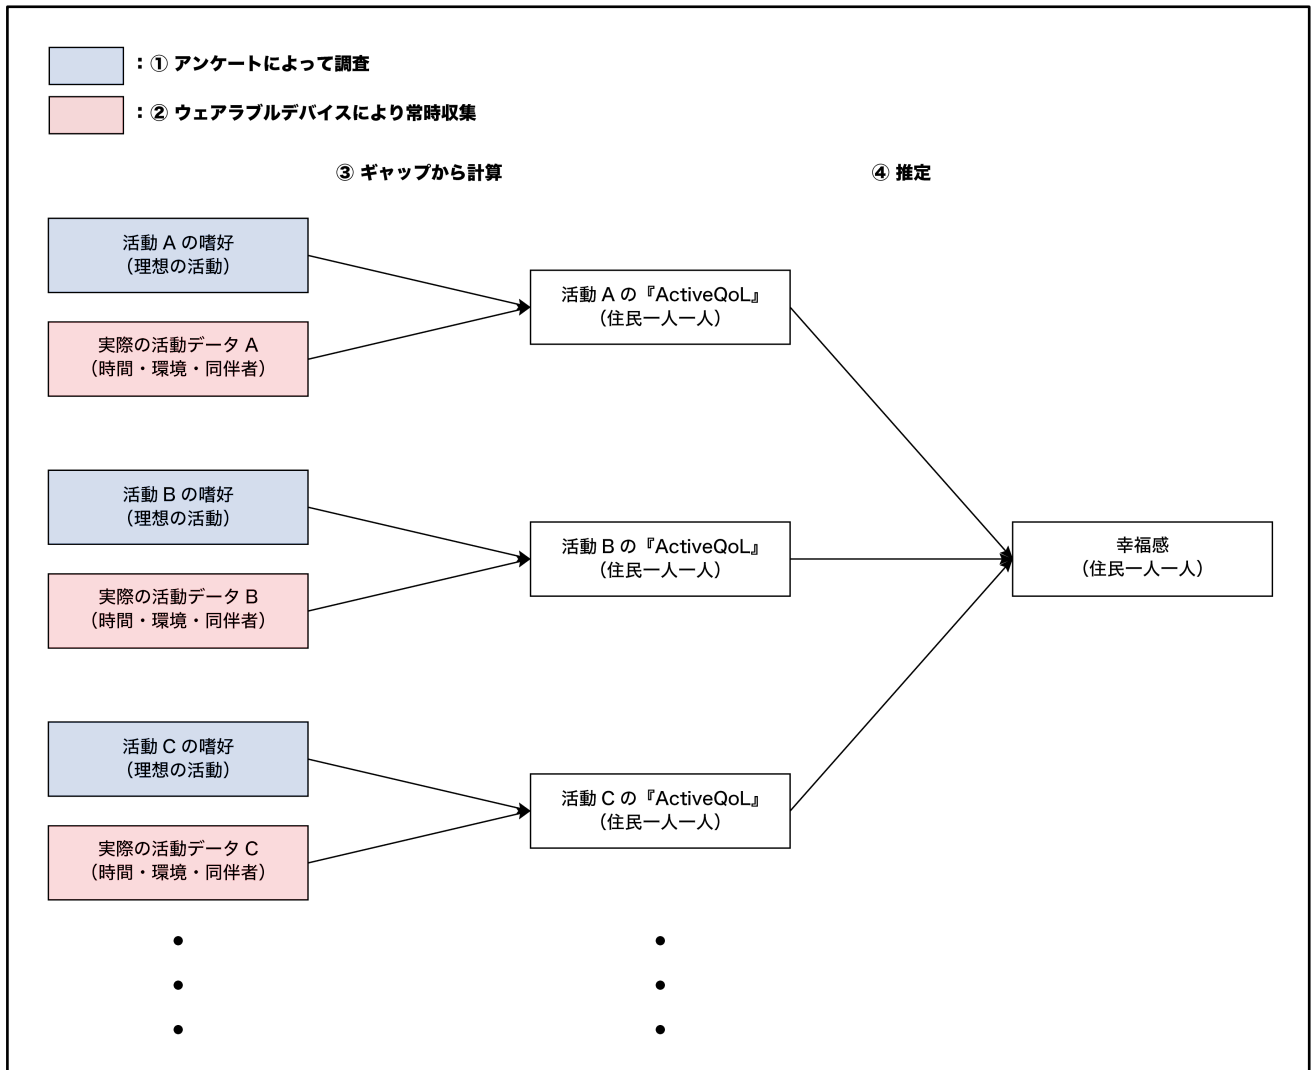 ：① アンケートによって調査
：② ウェアラブルデバイスにより常時収集
③ ギャップから計算
④ 推定
活動 A の嗜好
（理想の活動）
実際の活動データ A
（時間・環境・同伴者）
活動 A の『ActiveQoL』
（住民一人一人）
活動 B の嗜好
（理想の活動）
実際の活動データ B
（時間・環境・同伴者）
活動 B の『ActiveQoL』
（住民一人一人）
幸福感
（住民一人一人）
活動 C の嗜好
（理想の活動）
実際の活動データ C
（時間・環境・同伴者）
活動 C の『ActiveQoL』
（住民一人一人）